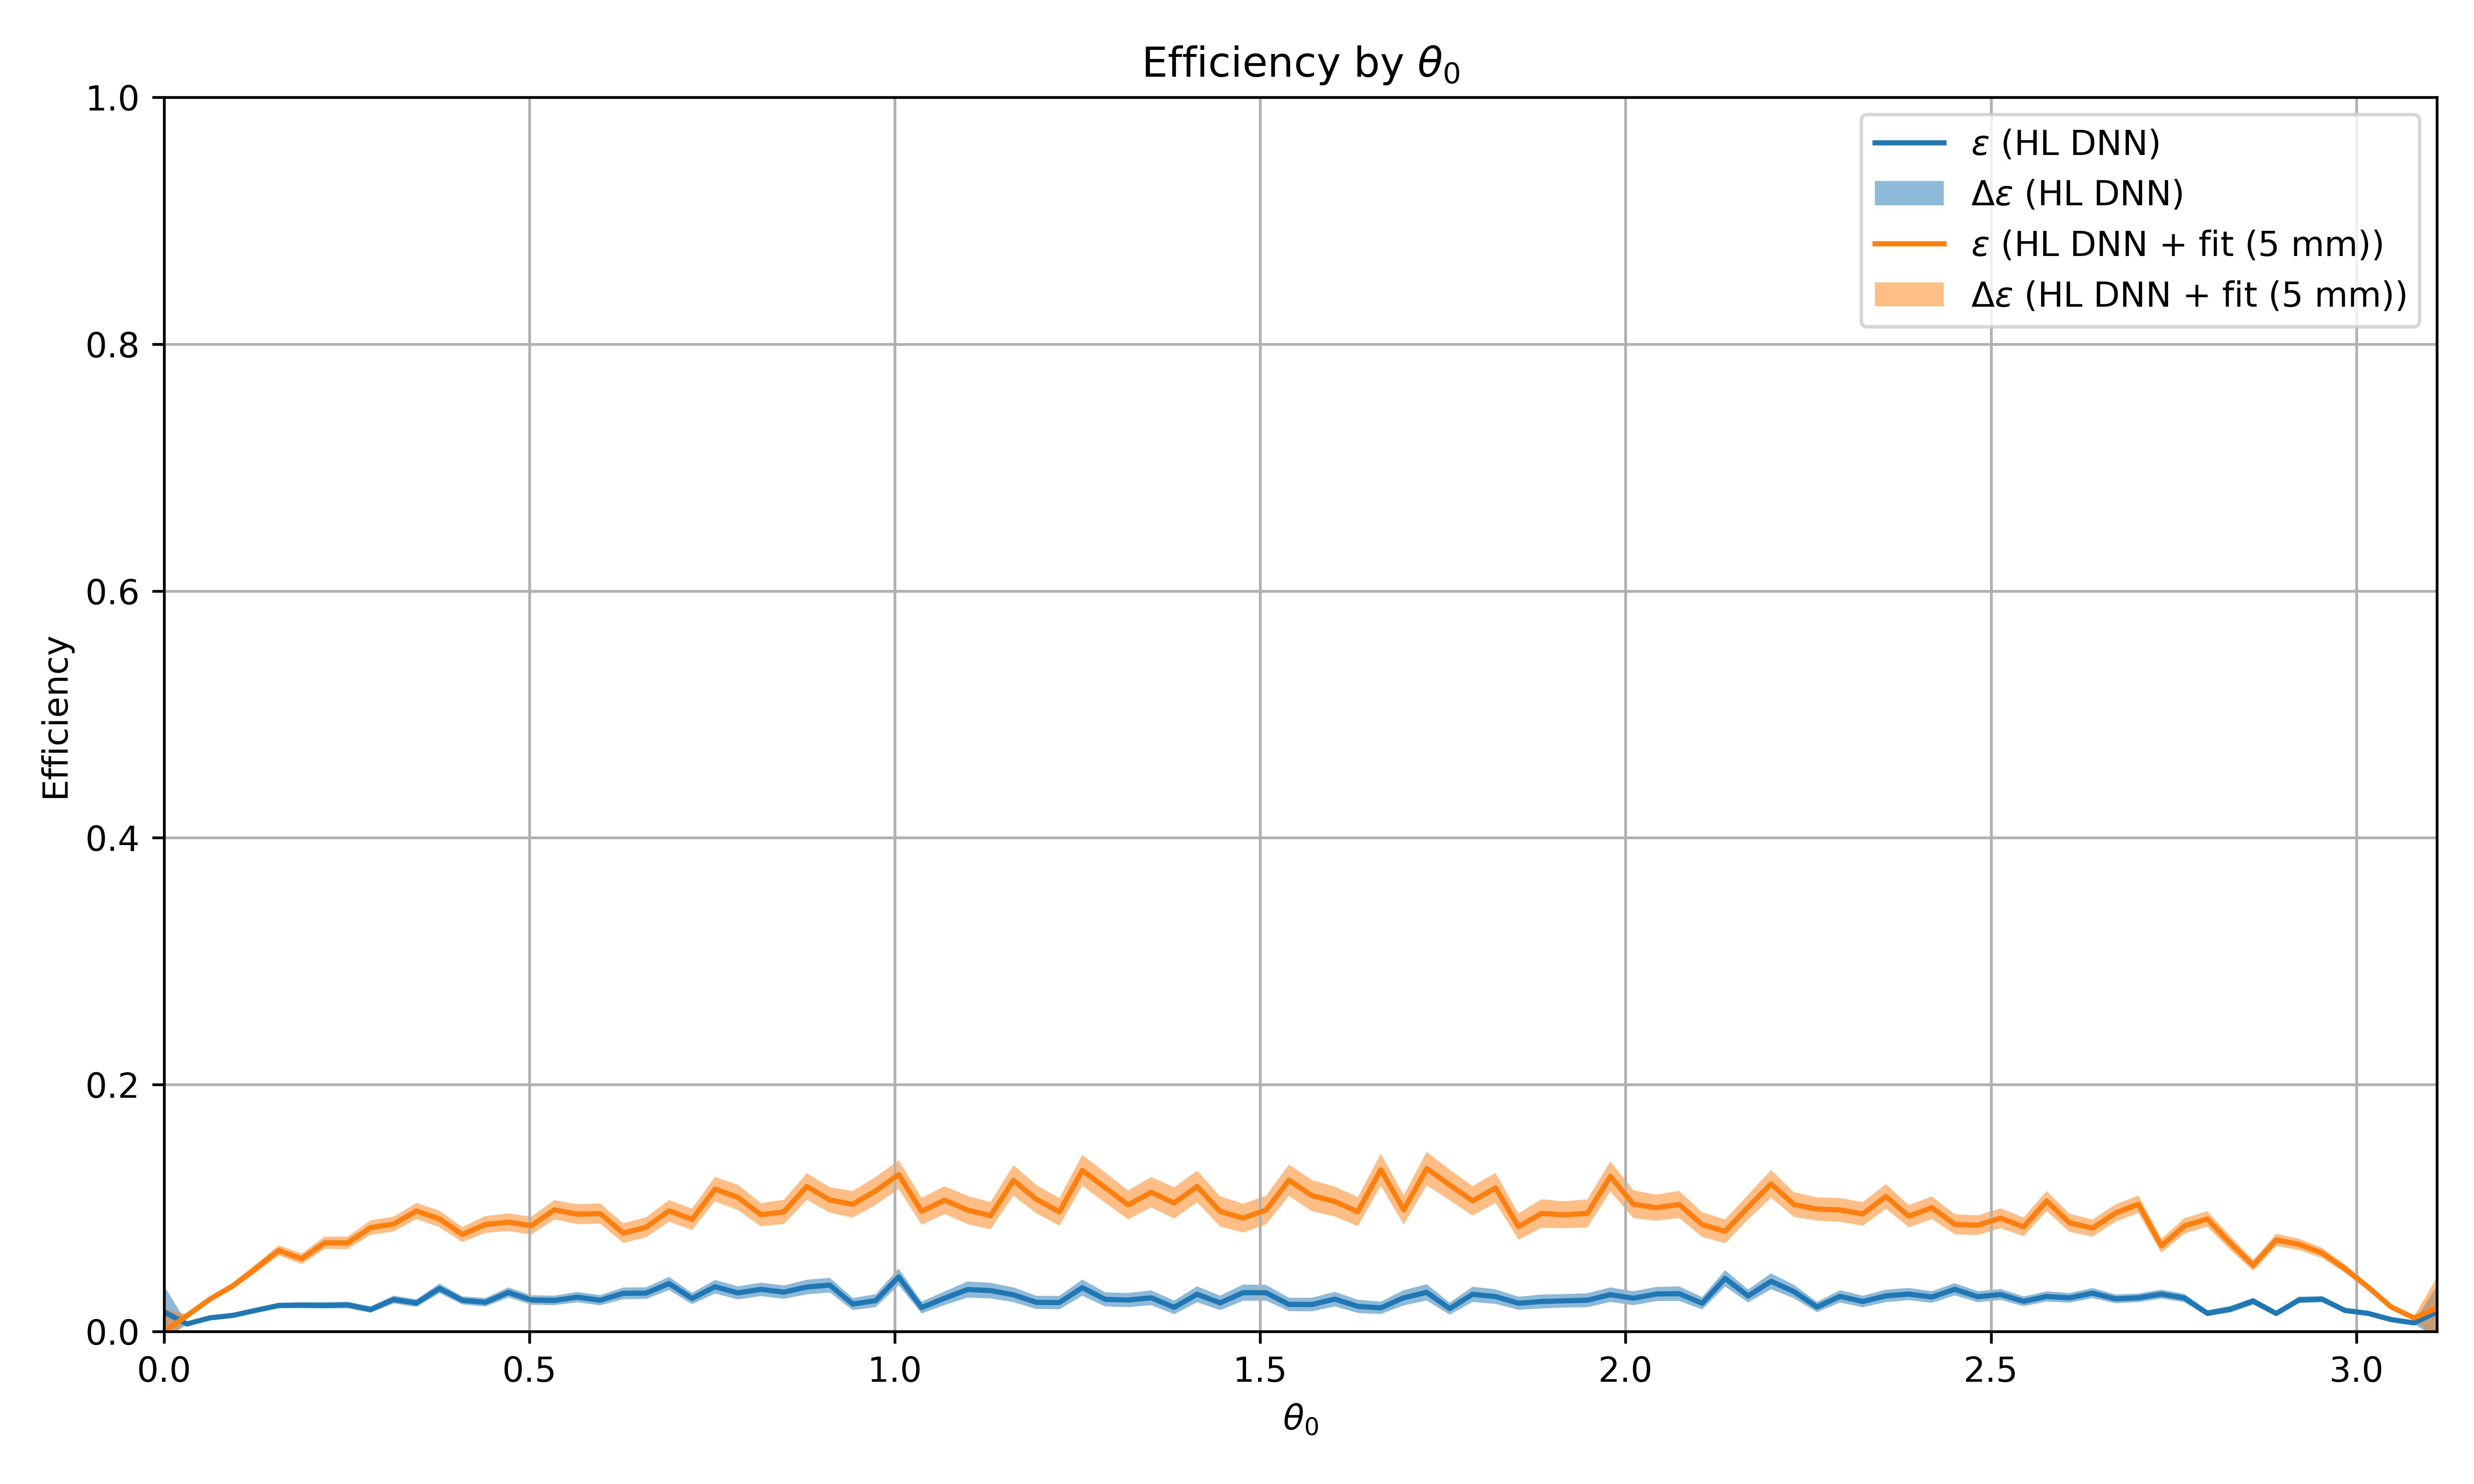 Efficiency by θ₀
1.0
0.8
0.6
0.4
0.2
0.0
Efficiency
ε (HL DNN)
Δε (HL DNN)
ε (HL DNN + fit (5 mm))
Δε (HL DNN + fit (5 mm))
0.0 0.5 1.0 1.5 2.0 2.5 3.0
θ₀